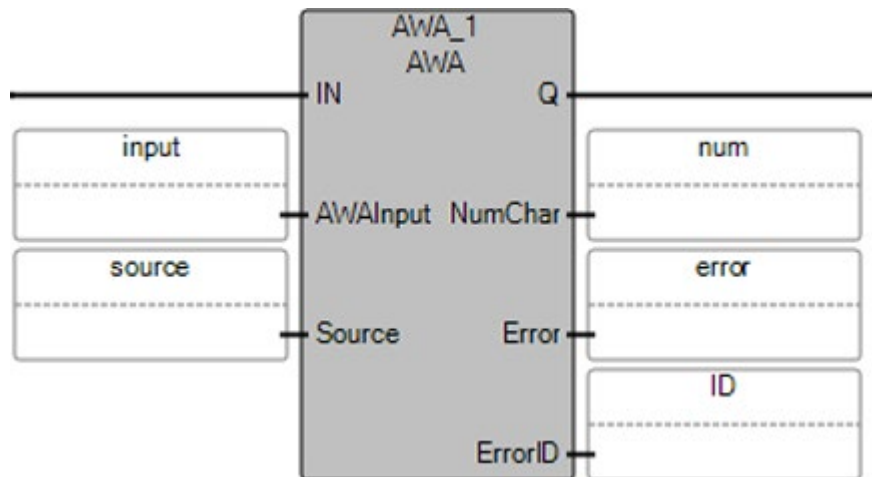 AWA_1
AWA
IN Q
input num
AWAInput NumChar
source error
Source Error
ID
ErrorID